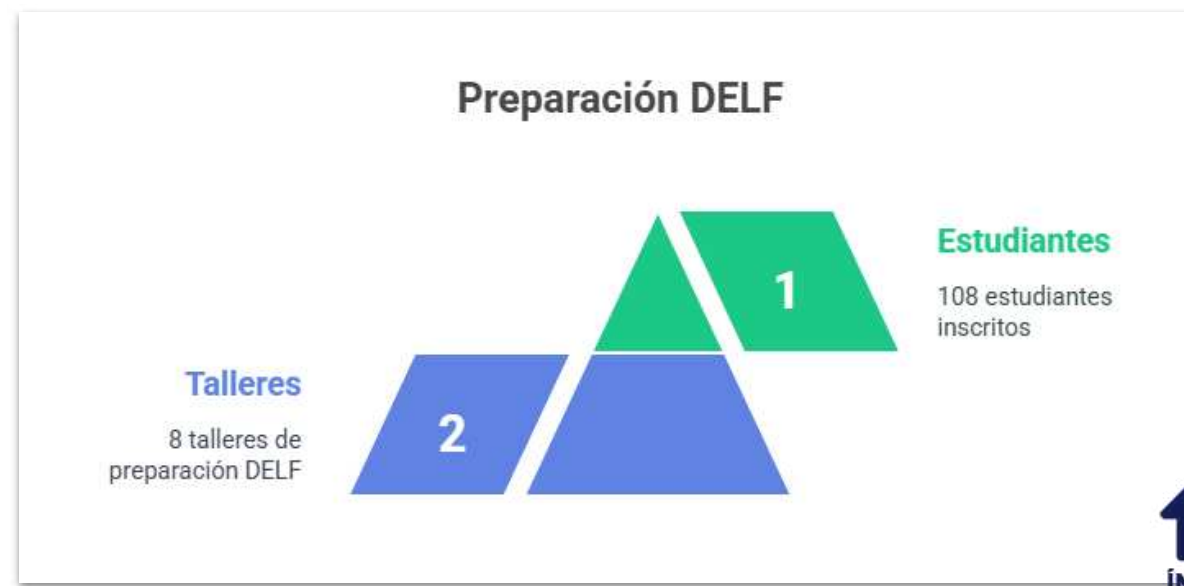 Preparación DELF
1
Estudiantes
108 estudiantes
inscritos
Talleres
8 talleres de
preparación DELF
2